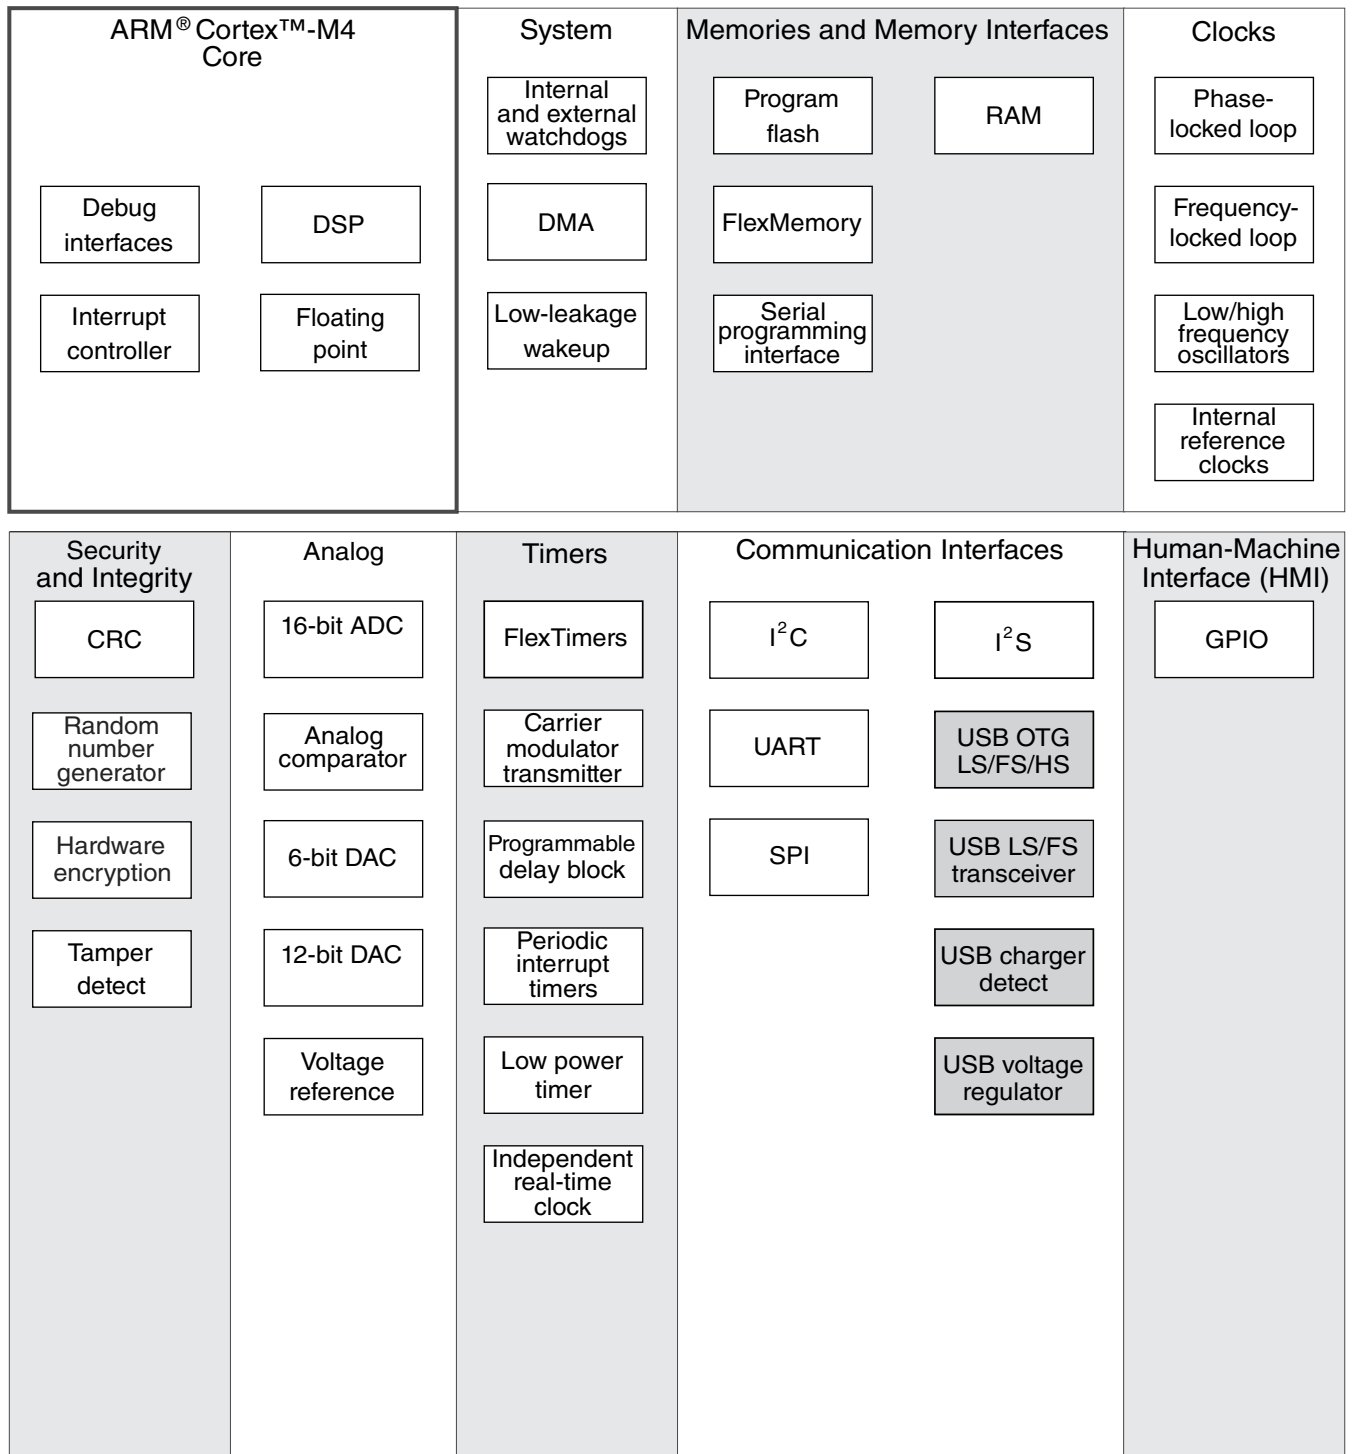 ARM® Cortex™-M4
Core
Debug
interfaces
DSP
Interrupt
controller
Floating
point
System
Internal
and external
watchdogs
DMA
Low-leakage
wakeup
Memories and Memory Interfaces
Program
flash
RAM
FlexMemory
Serial
programming
interface
Clocks
Phase-
locked loop
Frequency-
locked loop
Low/high
frequency
oscillators
Internal
reference
clocks
Security
and Integrity
CRC
Random
number
generator
Hardware
encryption
Tamper
detect
Analog
16-bit ADC
Analog
comparator
6-bit DAC
12-bit DAC
Voltage
reference
Timers
FlexTimers
Carrier
modulator
transmitter
Programmable
delay block
Periodic
interrupt
timers
Low power
timer
Independent
real-time
clock
Communication Interfaces
I²C
I²S
UART
USB OTG
LS/FS/HS
SPI
USB LS/FS
transceiver
USB charger
detect
USB voltage
regulator
Human-Machine
Interface (HMI)
GPIO